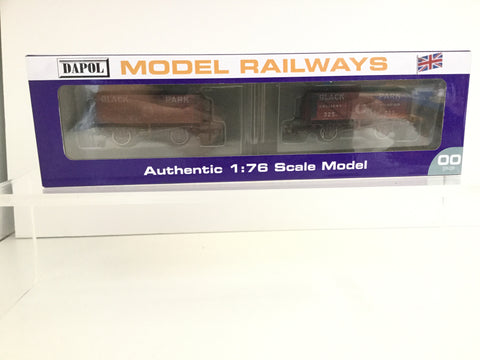 DAPOL
MODEL RAILWAYS
BLACK PARK
BLACK PARK
325
Authentic 1:76 Scale Model
OO